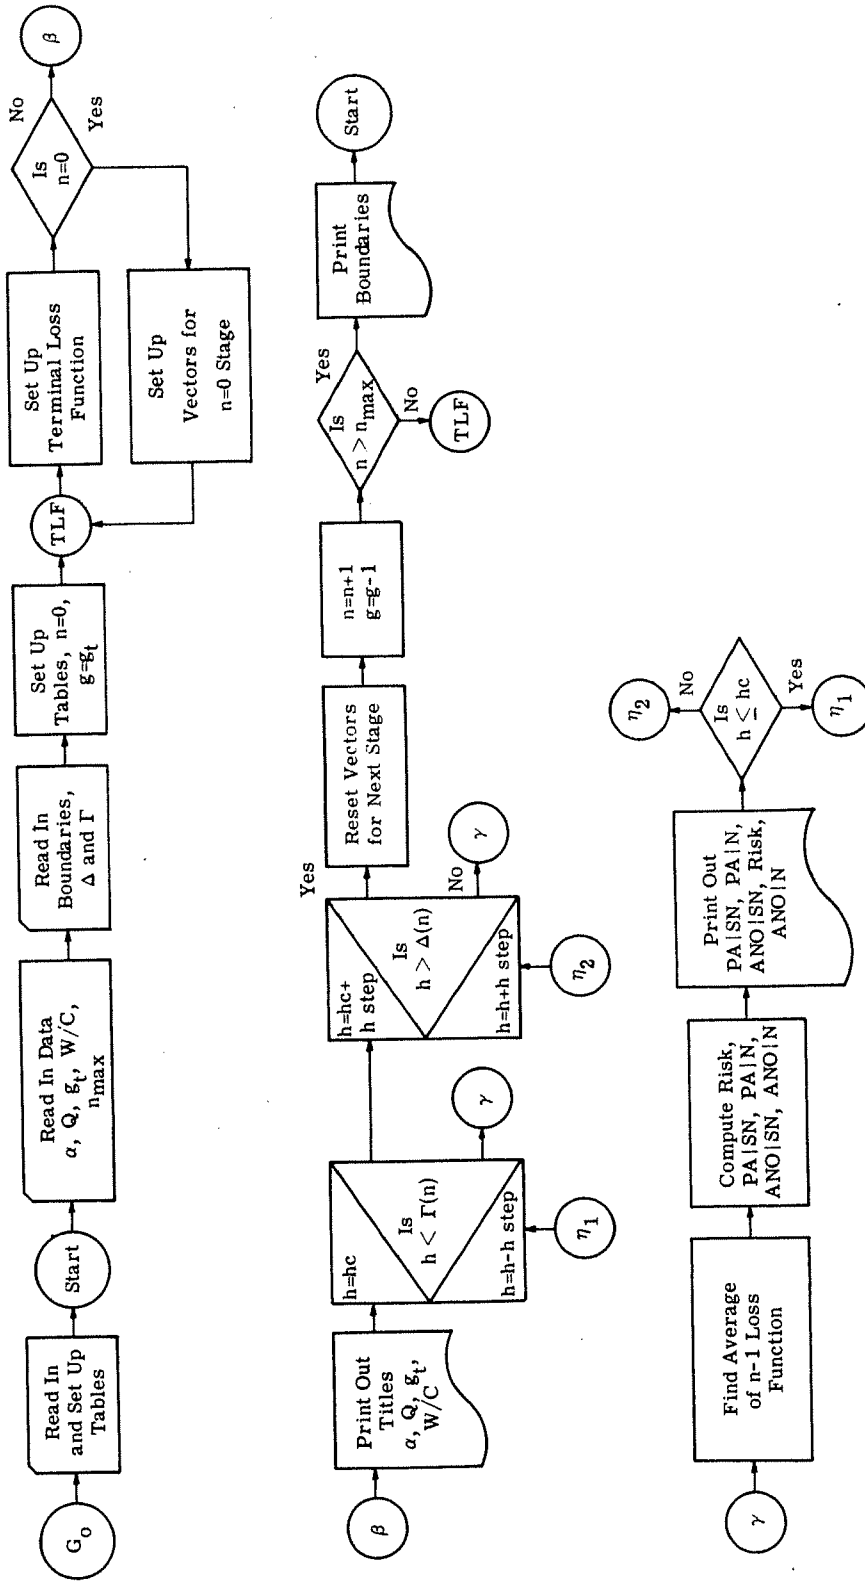 G₀
Read In
and Set Up
Tables
Start
Read In Data
α, Q, gₜ, W/C,
nmax
Read In
Boundaries,
Δ and Γ
Set Up
Tables, n=0,
g=gₜ
TLF
Set Up
Terminal Loss
Function
Is
n=0
No
β
Yes
Set Up
Vectors for
n=0 Stage
β
Print Out
Titles
α, Q, gₜ,
W/C
h=hc
Is
h < Γ(n)
h=h-h step
η₁
γ
h=hc+
h step
Is
h > Δ(n)
h=h+h step
η₂
Yes
No
γ
Reset Vectors
for Next Stage
n=n+1
g=g-1
Is
n > nmax
Yes
No
TLF
Print
Boundaries
Start
γ
Find Average
of n-1 Loss
Function
Compute Risk,
PA|SN, PA|N,
ANO|SN, ANO|N
Print Out
PA|SN, PA|N,
ANO|SN, Risk,
ANO|N
Is
h ≤ hc
No
η₂
Yes
η₁